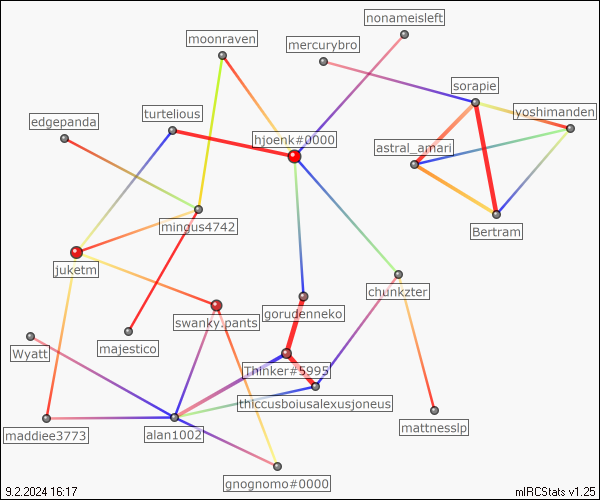 nonameisleft
moonraven
mercurybro
sorapie
turtelious
yoshimanden
edgepanda
hjoenk#0000
astral_amari
mingus4742
Bertram
juketm
chunkzter
gorudenneko
swanky.pants
majestico
Wyatt
Thinker#5995
thiccusboiusalexusjoneus
mattnesslp
maddiee3773
alan1002
gnognomo#0000
9.2.2024 16:17
mIRCStats v1.25